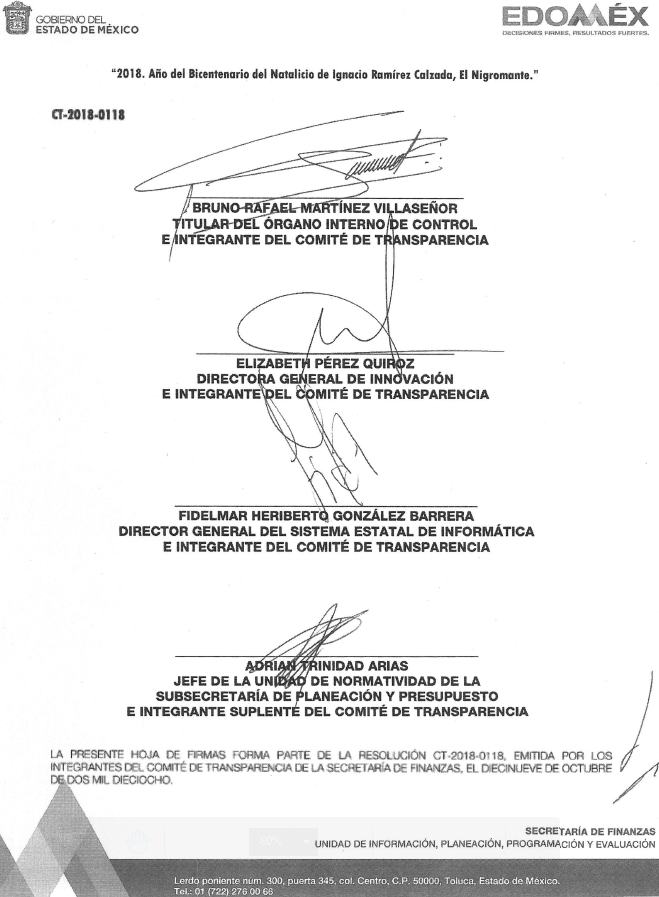 GOBIERNO DEL
ESTADO DE MÉXICO
EDOMÉX
DECISIONES FIRMES, RESULTADOS FUERTES.
"2018. Año del Bicentenario del Natalicio de Ignacio Ramírez Calzada, El Nigromante."
CT-2018-0118
BRUNO RAFAEL MARTÍNEZ VILLASEÑOR
TITULAR DEL ÓRGANO INTERNO DE CONTROL
E INTEGRANTE DEL COMITÉ DE TRANSPARENCIA
ELIZABETH PÉREZ QUIROZ
DIRECTORA GENERAL DE INNOVACIÓN
E INTEGRANTE DEL COMITÉ DE TRANSPARENCIA
FIDELMAR HERIBERTO GONZÁLEZ BARRERA
DIRECTOR GENERAL DEL SISTEMA ESTATAL DE INFORMÁTICA
E INTEGRANTE DEL COMITÉ DE TRANSPARENCIA
ADRIAN TRINIDAD ARIAS
JEFE DE LA UNIDAD DE NORMATIVIDAD DE LA
SUBSECRETARÍA DE PLANEACIÓN Y PRESUPUESTO
E INTEGRANTE SUPLENTE DEL COMITÉ DE TRANSPARENCIA
LA PRESENTE HOJA DE FIRMAS FORMA PARTE DE LA RESOLUCIÓN CT-2018-0118, EMITIDA POR LOS
INTEGRANTES DEL COMITÉ DE TRANSPARENCIA DE LA SECRETARÍA DE FINANZAS, EL DIECINUEVE DE OCTUBRE
DE DOS MIL DIECIOCHO.
80%
SECRETARÍA DE FINANZAS
UNIDAD DE INFORMACIÓN, PLANEACIÓN, PROGRAMACIÓN Y EVALUACIÓN
Lerdo poniente núm. 300, puerta 345, col. Centro, C.P. 50000, Toluca, Estado de México.
Tel.: 01 (722) 276 00 66